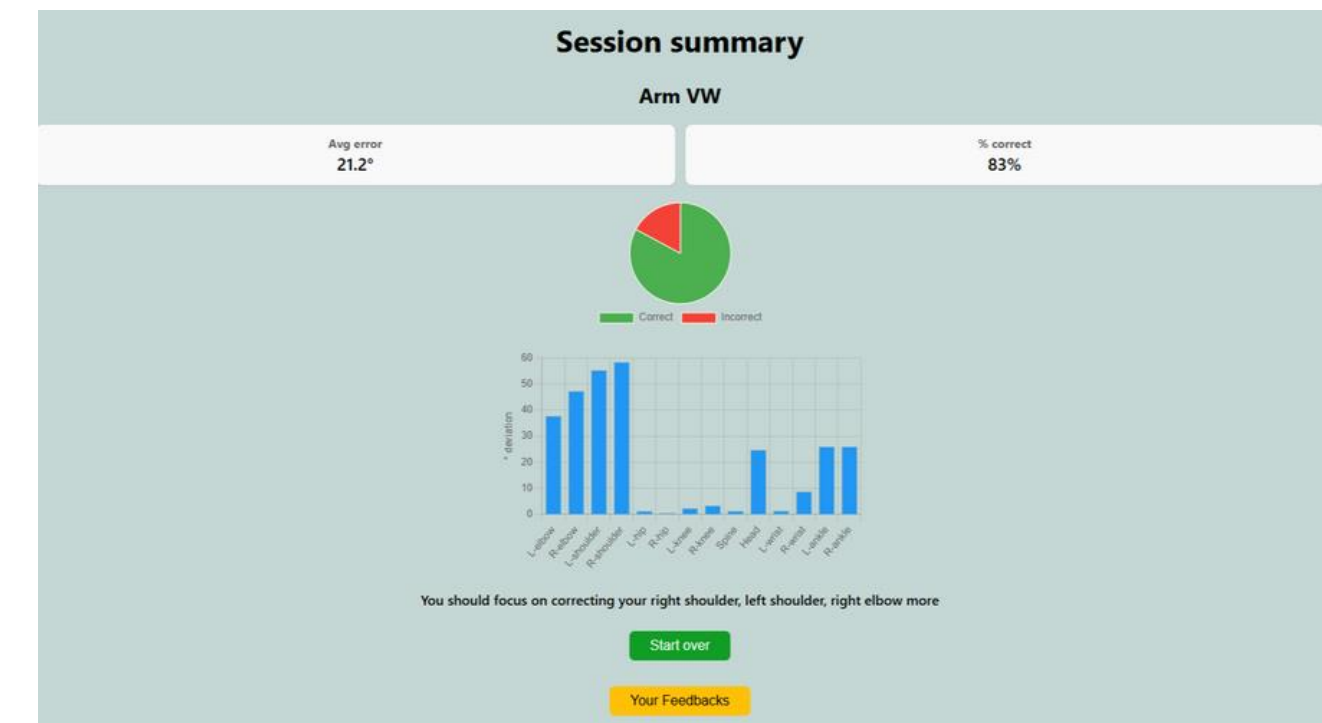 Session summary
Arm VW
Avg error
21.2°
% correct
83%
Correct Incorrect
60
50
40
30
20
10
0
° deviation
L-elbow
R-elbow
L-shoulder
R-shoulder
L-hip
R-hip
L-knee
R-knee
Spine
Head
L-wrist
R-wrist
L-ankle
R-ankle
You should focus on correcting your right shoulder, left shoulder, right elbow more
Start over
Your Feedbacks